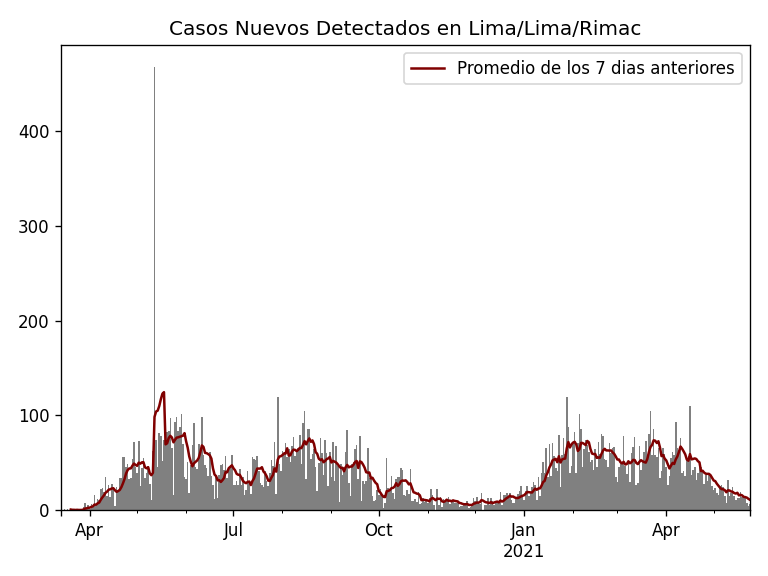 Casos Nuevos Detectados en Lima/Lima/Rimac
Promedio de los 7 dias anteriores
400
300
200
100
0
Apr Jul Oct Jan Apr
2021